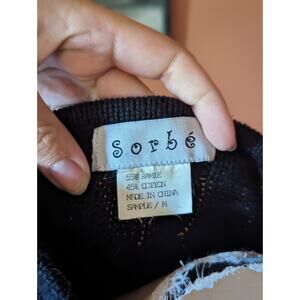 sorbé
55% RAMIE
45% COTTON
MADE IN CHINA
SAMPLE / M